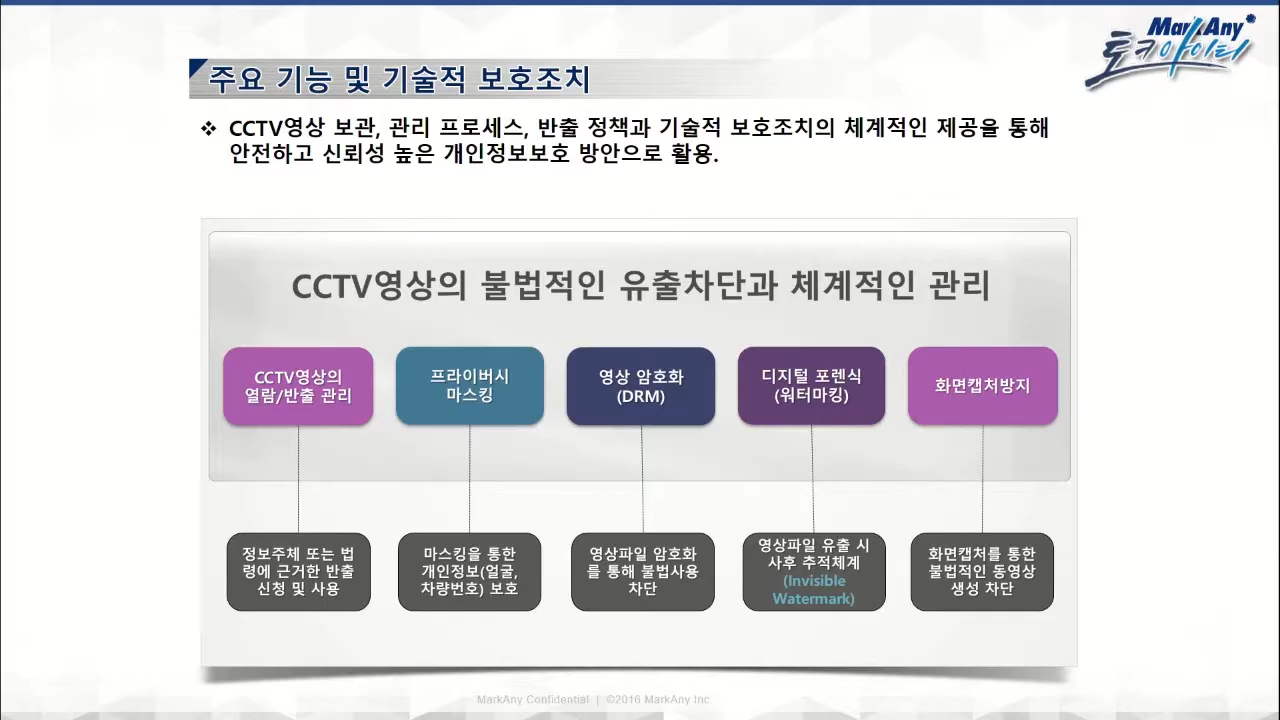 MarkAny
토크아이티
주요 기능 및 기술적 보호조치
❖ CCTV영상 보관, 관리 프로세스, 반출 정책과 기술적 보호조치의 체계적인 제공을 통해
안전하고 신뢰성 높은 개인정보보호 방안으로 활용.
CCTV영상의 불법적인 유출차단과 체계적인 관리
CCTV영상의
열람/반출 관리
프라이버시
마스킹
영상 암호화
(DRM)
디지털 포렌식
(워터마킹)
화면캡처방지
정보주체 또는 법
령에 근거한 반출
신청 및 사용
마스킹을 통한
개인정보(얼굴,
차량번호) 보호
영상파일 암호화
를 통해 불법사용
차단
영상파일 유출 시
사후 추적체계
(Invisible
Watermark)
화면캡처를 통한
불법적인 동영상
생성 차단
MarkAny Confidential | ©2016 MarkAny Inc